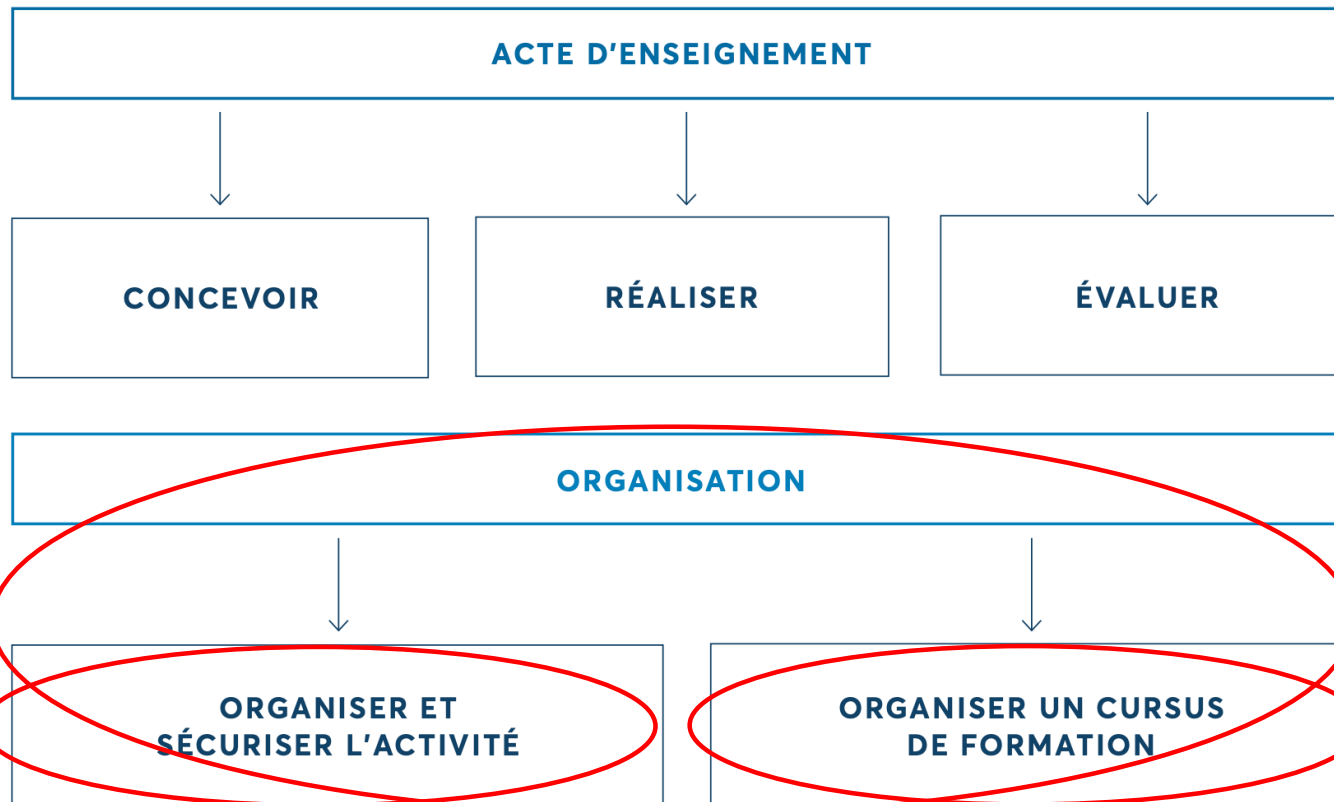 ACTE D'ENSEIGNEMENT
CONCEVOIR
RÉALISER
ÉVALUER
ORGANISATION
ORGANISER ET
SÉCURISER L'ACTIVITÉ
ORGANISER UN CURSUS
DE FORMATION